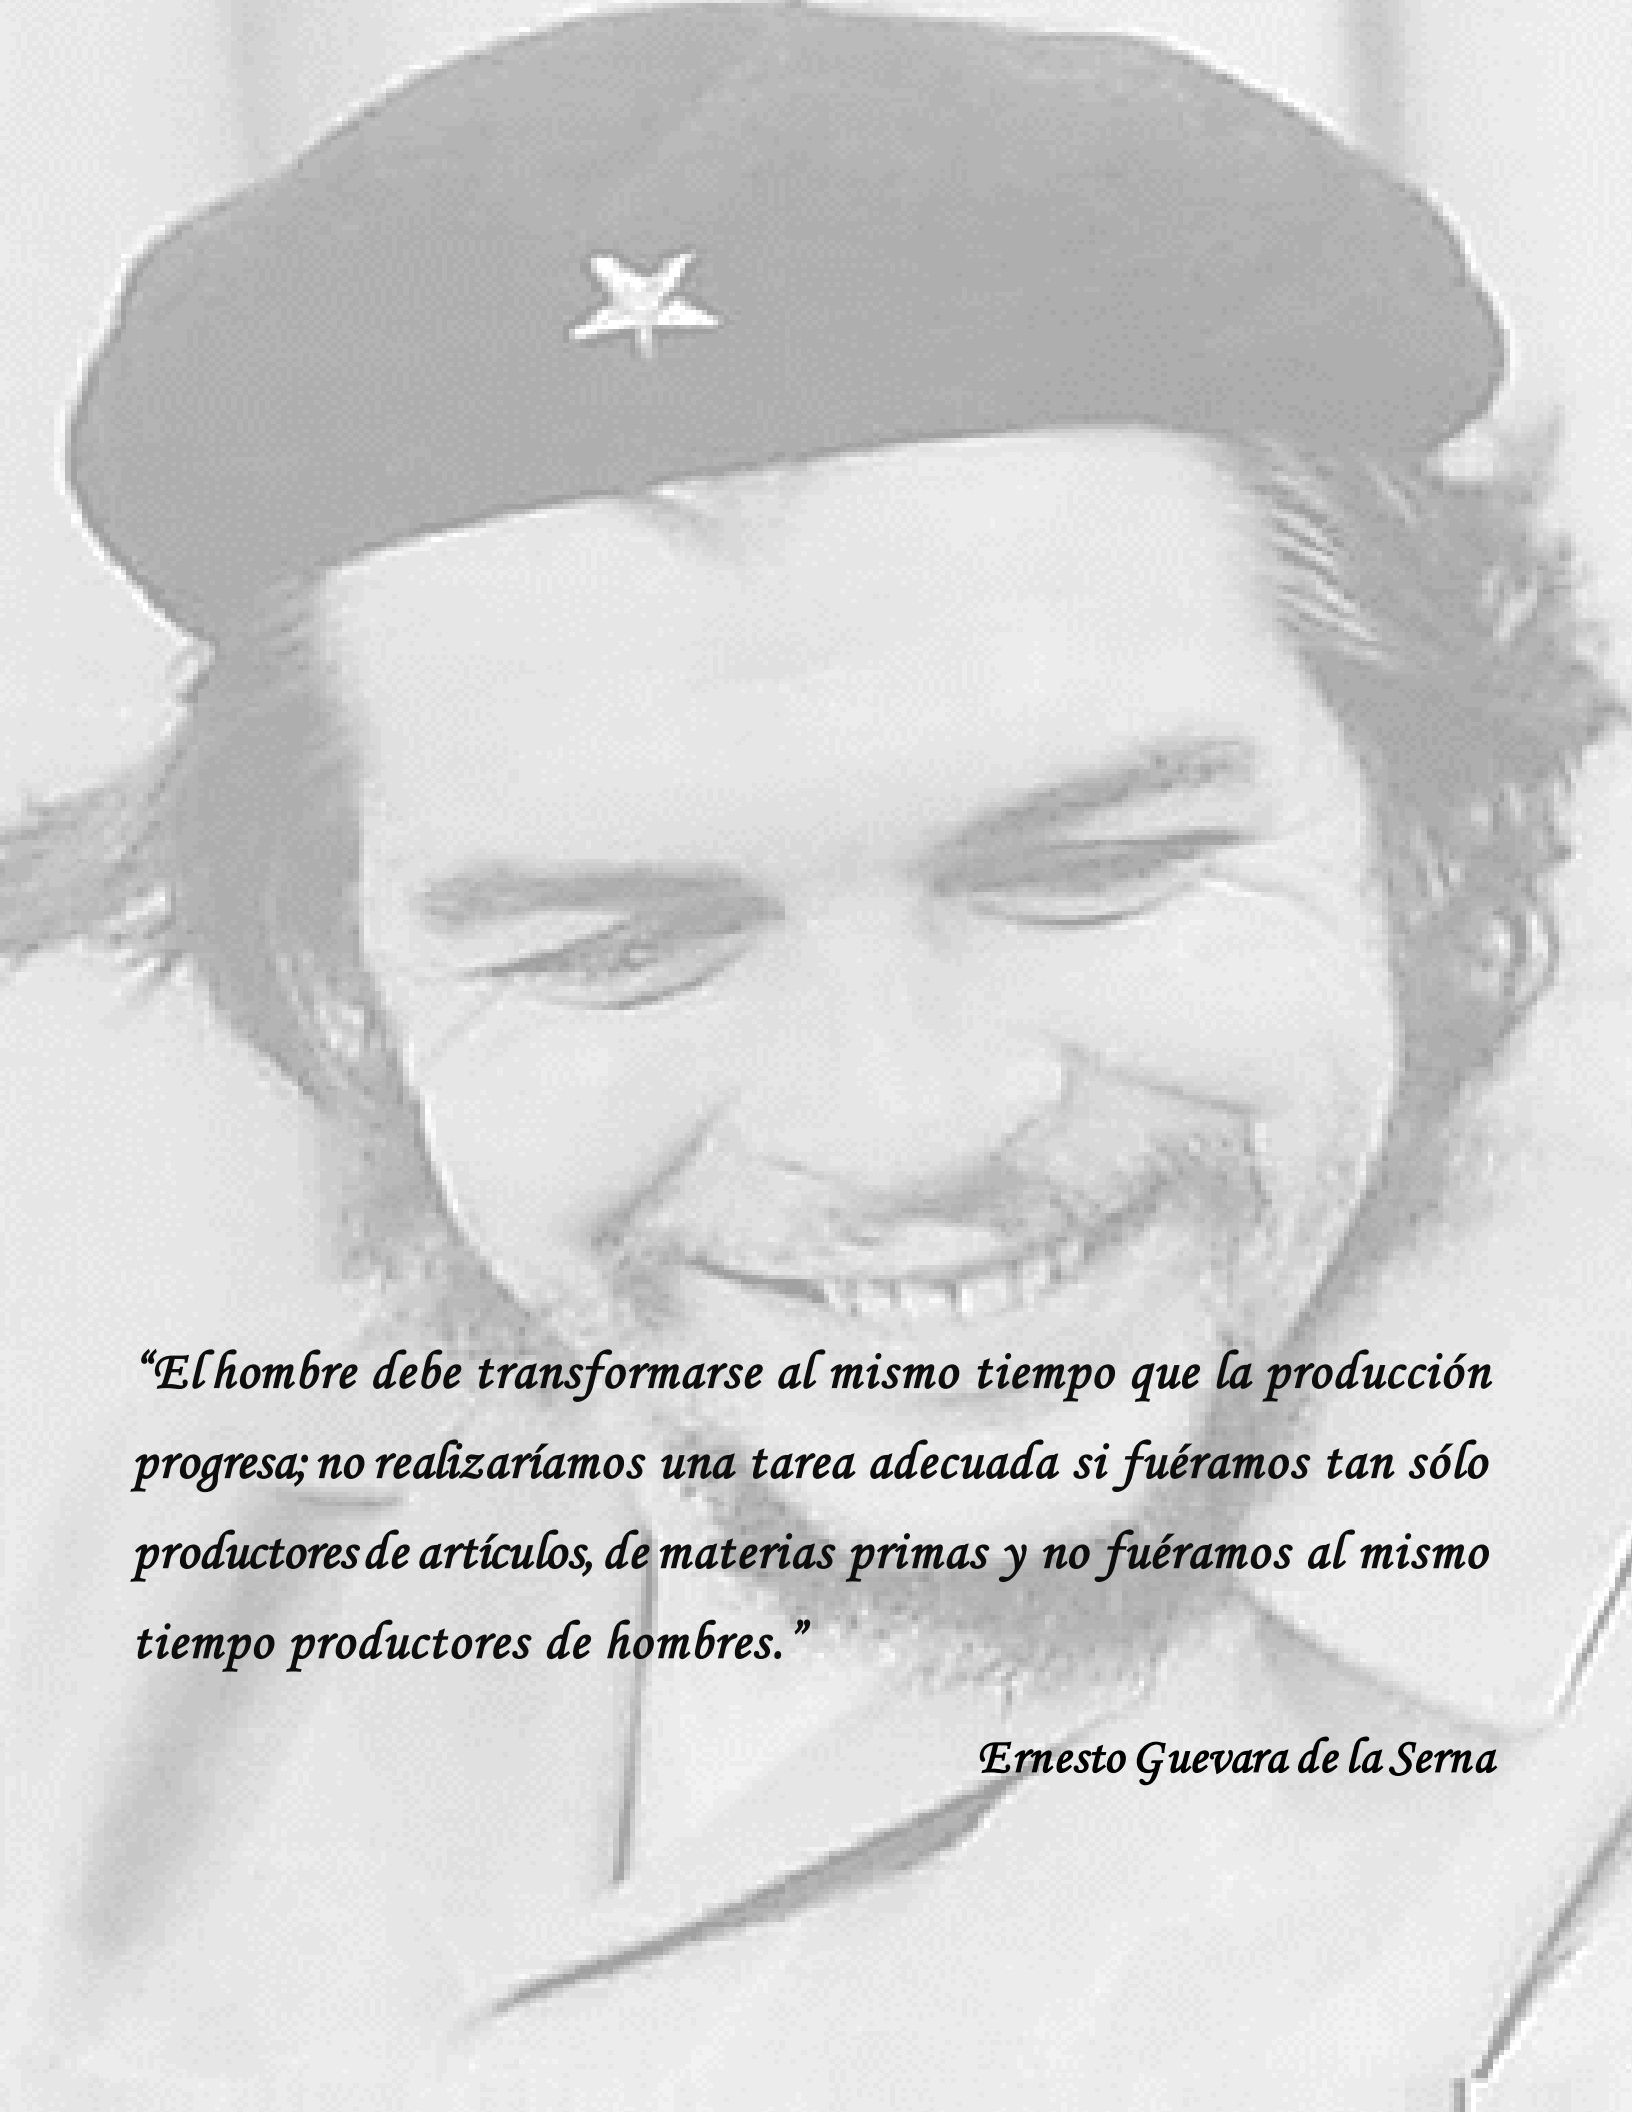 “El hombre debe transformarse al mismo tiempo que la producción
progresa; no realizaríamos una tarea adecuada si fuéramos tan sólo
productores de artículos, de materias primas y no fuéramos al mismo
tiempo productores de hombres.”
Ernesto Guevara de la Serna